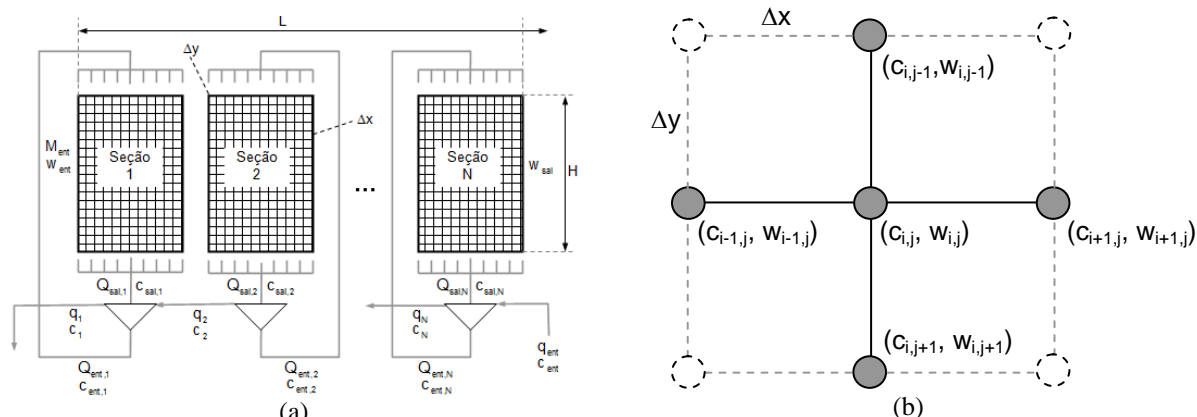 L
Δy
Δx
M_ent
w_ent
Seção
1
Seção
2
...
Seção
N
w_sal
H
Q_sal,1 c_sal,1
Q_sal,2 c_sal,2
Q_sal,N c_sal,N
q_1
c_1
q_2
c_2
q_N
c_N
q_ent
c_ent
Q_ent,1
c_ent,1
Q_ent,2
c_ent,2
Q_ent,N
c_ent,N
(a)
Δx
(c_i,j-1,w_i,j-1)
Δy
(c_i-1,j, w_i-1,j)
(c_i,j, w_i,j)
(c_i+1,j, w_i+1,j)
(c_i,j+1, w_i,j+1)
(b)